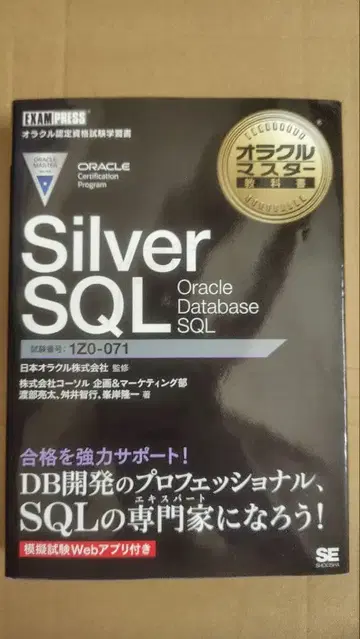 EXAMPRESS®
オラクル認定資格試験学習書
ORACLE MASTER
ORACLE
Certification
Program
オラクル
マスター
教科書
Silver
SQL
Oracle
Database
SQL
試験番号：1Z0-071
日本オラクル株式会社 監修
株式会社コーソル 企画&マーケティング部
渡部亮太、舛井智行、峯岸隆一 著
合格を強力サポート！
DB開発のプロフェッショナル、
エキスパート
SQLの専門家になろう！
模擬試験Webアプリ付き
SE
SHOEISHA